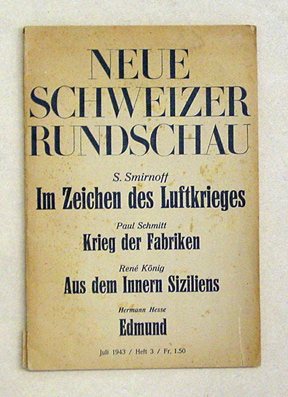 NEUE
SCHWEIZER
RUNDSCHAU
S. Smirnoff
Im Zeichen des Luftkrieges
Paul Schmitt
Krieg der Fabriken
René König
Aus dem Innern Siziliens
Hermann Hesse
Edmund
Juli 1943 / Heft 3 / Fr. 1.50